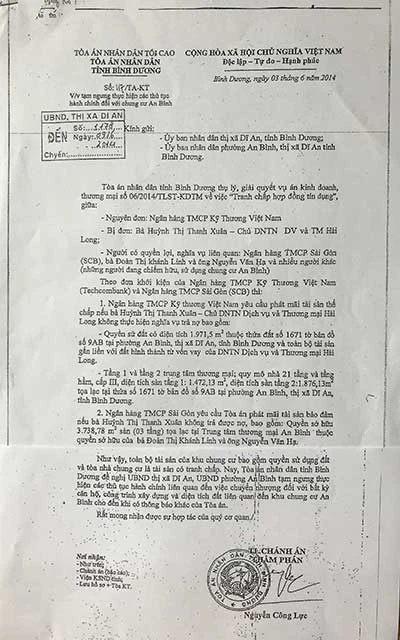 TÒA ÁN NHÂN DÂN TỐI CAO
TÒA ÁN NHÂN DÂN
TỈNH BÌNH DƯƠNG
CỘNG HÒA XÃ HỘI CHỦ NGHĨA VIỆT NAM
Độc lập – Tự do – Hạnh phúc
Bình Dương, ngày 03 tháng 6 năm 2014
Số: /TA-KT
V/v tạm ngưng thực hiện các thủ tục
hành chính đối với chung cư An Bình
UBND. THỊ XÃ DĨ AN
ĐẾN
Số:
Ngày:
2014
Chuyển:
Kính gửi:
- Ủy ban nhân dân thị xã Dĩ An, tỉnh Bình Dương;
- Ủy ban nhân dân phường An Bình, thị xã Dĩ An tỉnh
Bình Dương.
Tòa án nhân dân tỉnh Bình Dương thụ lý, giải quyết vụ án kinh doanh,
thương mại số 06/2014/TLST-KDTM về việc "Tranh chấp hợp đồng tín dụng",
giữa:
- Nguyên đơn: Ngân hàng TMCP Kỹ Thương Việt Nam
- Bị đơn: Bà Huỳnh Thị Thanh Xuân – Chủ DNTN DV và TM Hải
Long;
- Người có quyền lợi, nghĩa vụ liên quan: Ngân hàng TMCP Sài Gòn
(SCB), bà Đoàn Thị khánh Linh và ông Nguyễn Văn Hạ và nhiều người khác
(những người đang chiếm hữu, sử dụng chung cư An Bình)
Theo đơn khởi kiện của Ngân hàng TMCP Kỹ Thương Việt Nam
(Techcombank) và Ngân hàng TMCP Sài Gòn (SCB) thì:
1. Ngân hàng TMCP Kỹ Thương Việt Nam yêu cầu phát mãi tài sản thế
chấp nếu bà Huỳnh Thị Thanh Xuân – Chủ DNTN Dịch vụ và Thương mại Hải
Long không thực hiện nghĩa vụ trả nợ bao gồm:
- Quyền sử đất có diện tích 1.971,5 m² thuộc thửa đất số 1671 tờ bản đồ
số 9AB tại phường An Bình, thị xã Dĩ An, tỉnh Bình Dương và toàn bộ tài sản
gắn liền với đất hình thành từ vốn vay của DNTN Dịch vụ và Thương mại Hải
Long.
- Tầng 1 và tầng 2 trung tâm thương mại; quy mô nhà 21 tầng và tầng
hầm, cấp III, diện tích sàn tầng 1: 1.472,13 m², diện tích sàn tầng 2:1.876,13m²
tọa lạc tại thửa số 1671 tờ bản đồ số 9AB tại phường An Bình, thị xã Dĩ An,
tỉnh Bình Dương.
2. Ngân hàng TMCP Sài Gòn yêu cầu Tòa án phát mãi tài sản bảo đảm
nếu bà Huỳnh Thị Thanh Xuân không trả được nợ, bao gồm: Quyền sở hữu
3.738,78 m² sàn (03 tầng) tọa lạc tại Trung tâm thương mại An Bình thuộc
quyền sở hữu của bà Đoàn Thị Khánh Linh và ông Nguyễn Văn Hạ.
Như vậy, toàn bộ tài sản của khu chung cư bao gồm quyền sử dụng đất
và tòa nhà chung cư là tài sản có tranh chấp. Nay, Tòa án nhân dân tỉnh Bình
Dương đề nghị UBND thị xã Dĩ An, UBND phường An Bình tạm ngưng thực
hiện các thủ tục hành chính liên quan đến việc chuyển nhượng đối với bất kỳ
căn hộ, công trình xây dựng và diện tích đất liên quan đến khu chung cư An
Bình cho đến khi có thông báo khác của Tòa án.
Rất mong nhận được sự hợp tác của quý cơ quan./.
Nơi nhận:
- Như trên;
- Chánh án (báo cáo);
- Viện KSND tỉnh;
- Lưu hồ sơ + Tòa KT.
TL. CHÁNH ÁN
THẨM PHÁN
TÒA ÁN NHÂN DÂN TỈNH BÌNH DƯƠNG
Nguyễn Công Lực